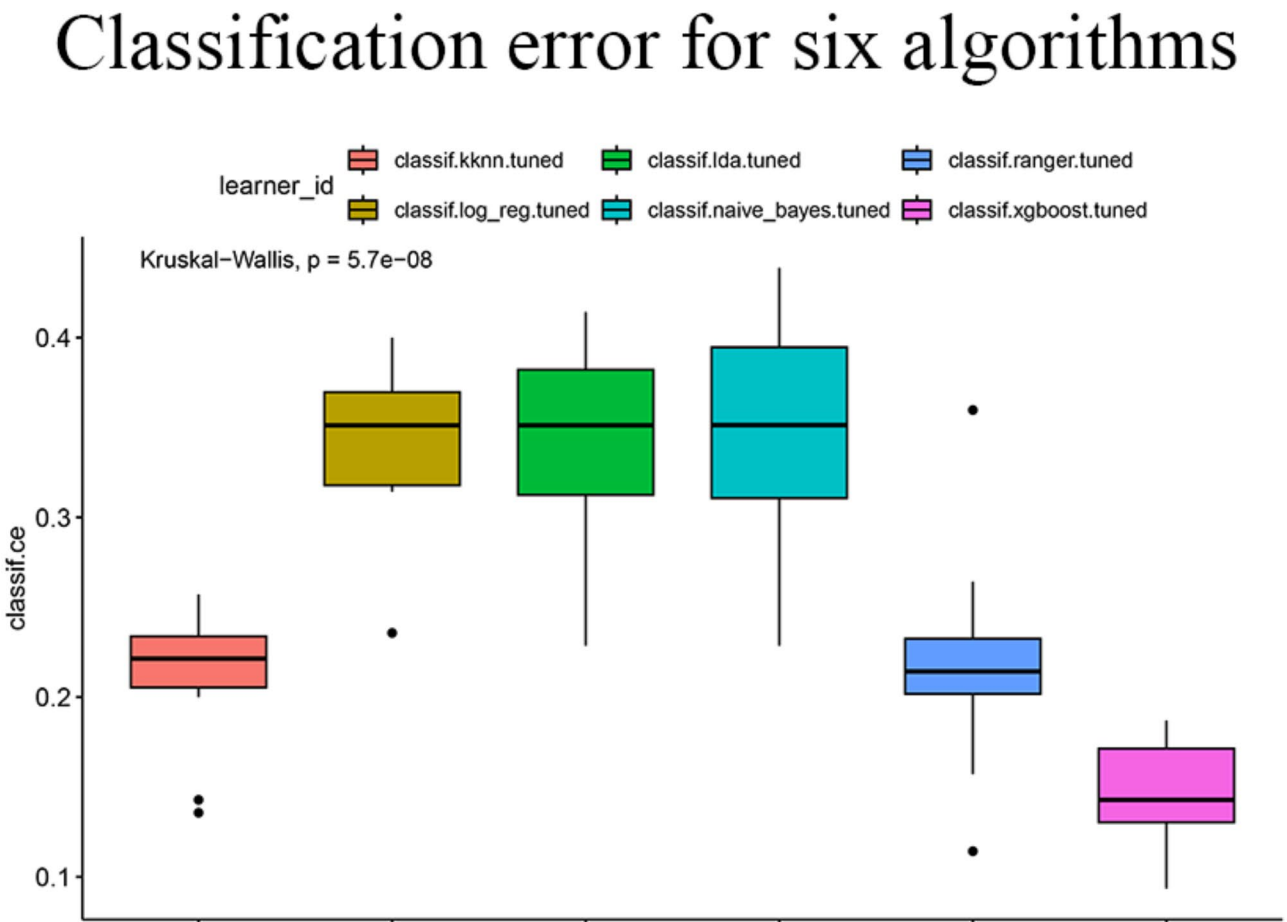 Classification error for six algorithms
learner_id
classif.kknn.tuned classif.lda.tuned classif.ranger.tuned
classif.log_reg.tuned classif.naive_bayes.tuned classif.xgboost.tuned
Kruskal−Wallis, p = 5.7e−08
0.4
0.3
classif.ce
0.2
0.1